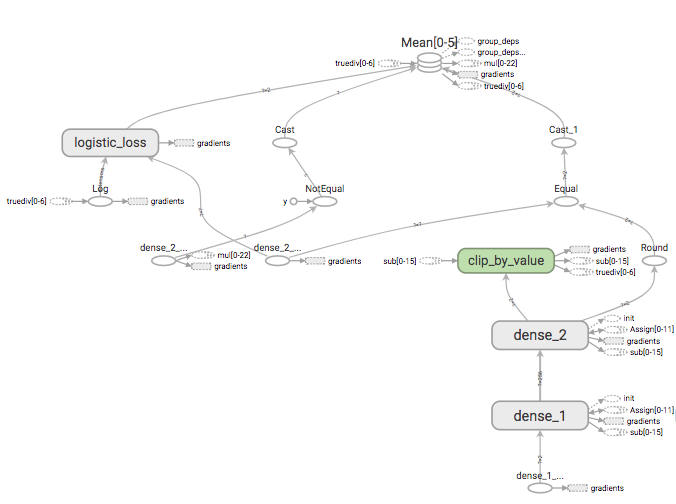 Mean[0-5]
group_deps
group_deps...
truediv[0-6]
mul[0-22]
gradients
truediv[0-6]
Cast
Cast_1
logistic_loss
gradients
Log
truediv[0-6]
gradients
y
NotEqual
Equal
dense_2_...
mul[0-22]
gradients
dense_2_...
gradients
sub[0-15]
clip_by_value
gradients
sub[0-15]
truediv[0-6]
Round
dense_2
init
Assign[0-11]
gradients
sub[0-15]
dense_1
init
Assign[0-11]
gradients
sub[0-15]
dense_1_...
gradients